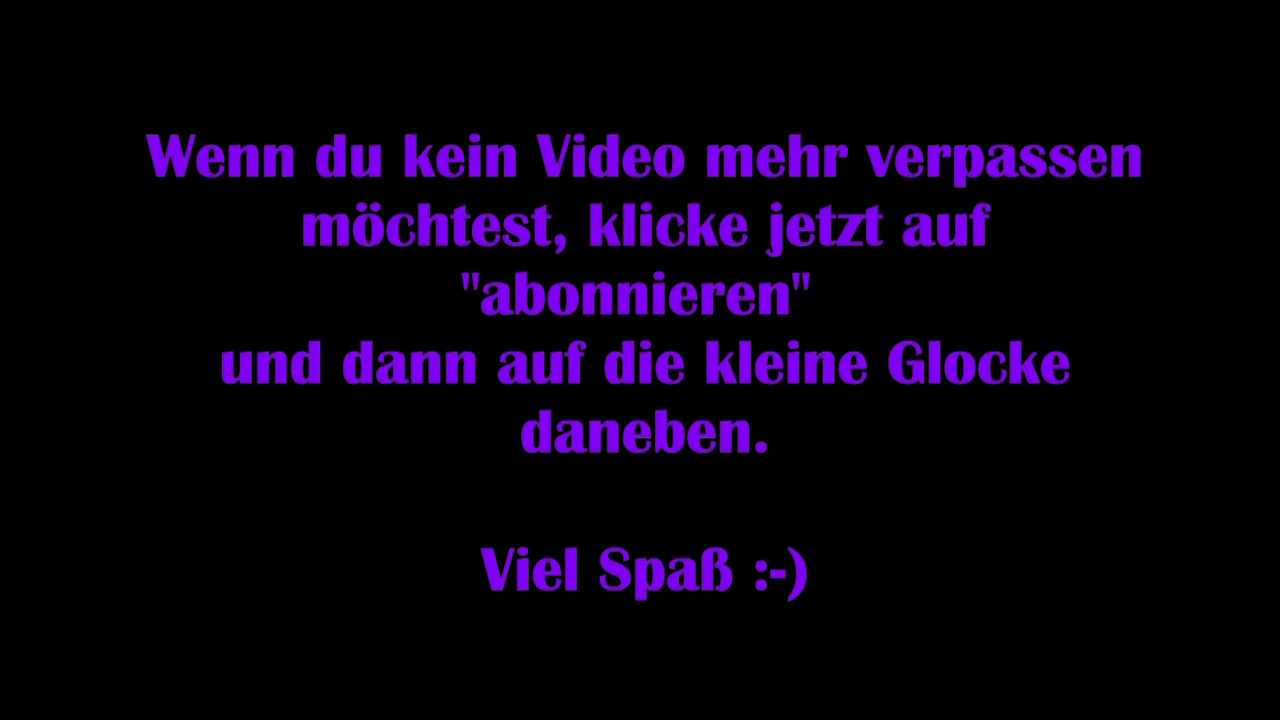 Wenn du kein Video mehr verpassen
möchtest, klicke jetzt auf
"abonnieren"
und dann auf die kleine Glocke
daneben.
Viel Spaß :-)